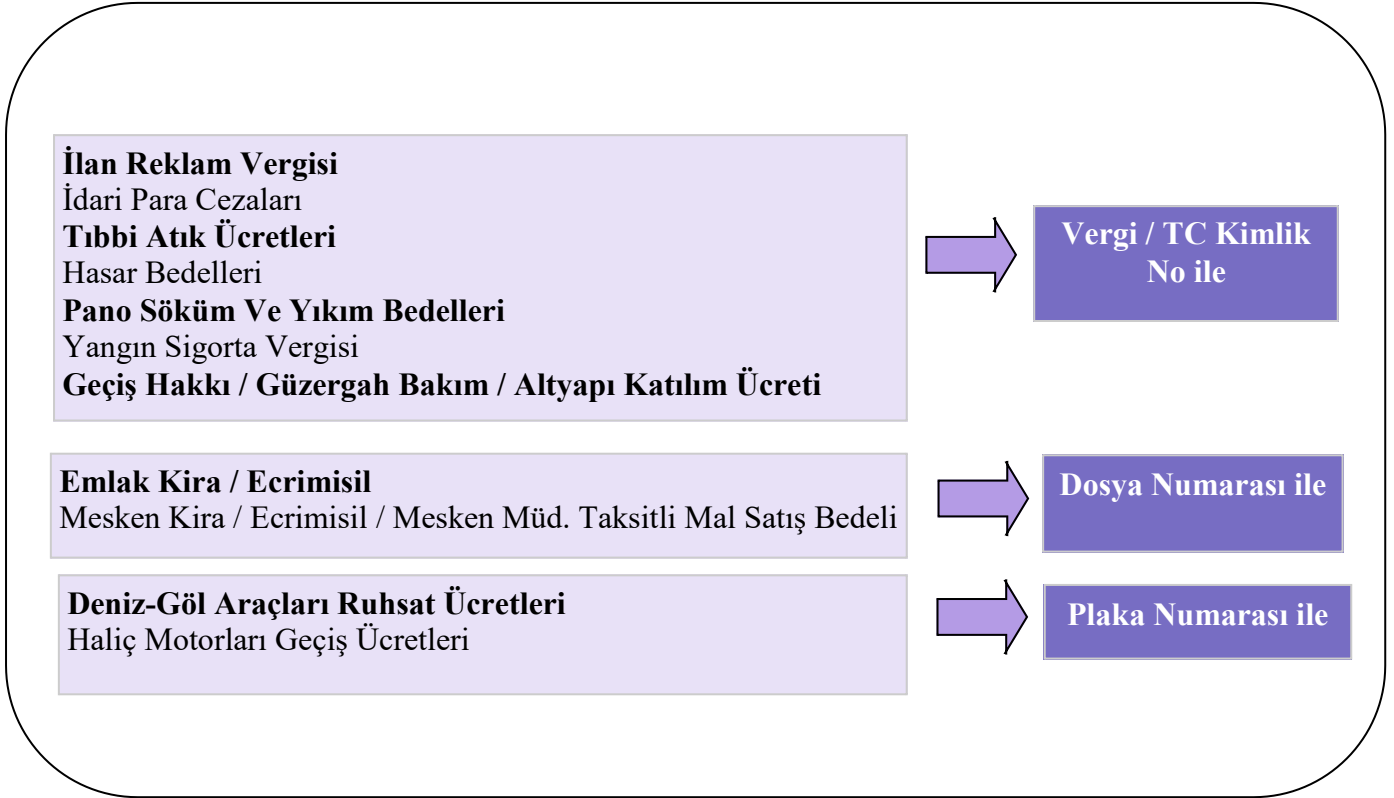 İlan Reklam Vergisi
İdari Para Cezaları
Tıbbi Atık Ücretleri
Hasar Bedelleri
Pano Söküm Ve Yıkım Bedelleri
Yangın Sigorta Vergisi
Geçiş Hakkı / Güzergah Bakım / Altyapı Katılım Ücreti
Vergi / TC Kimlik
No ile
Emlak Kira / Ecrimisil
Mesken Kira / Ecrimisil / Mesken Müd. Taksitli Mal Satış Bedeli
Dosya Numarası ile
Deniz-Göl Araçları Ruhsat Ücretleri
Haliç Motorları Geçiş Ücretleri
Plaka Numarası ile